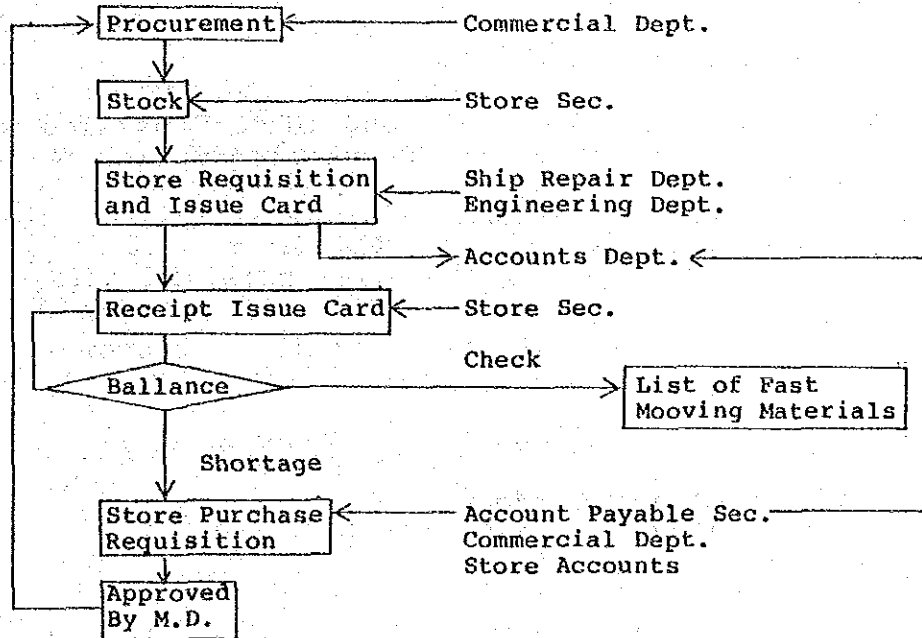 Procurement
Commercial Dept.
Stock
Store Sec.
Store Requisition
and Issue Card
Ship Repair Dept.
Engineering Dept.
Accounts Dept.
Receipt Issue Card
Store Sec.
Check
Ballance
List of Fast
Mooving Materials
Shortage
Store Purchase
Requisition
Account Payable Sec.
Commercial Dept.
Store Accounts
Approved
By M.D.